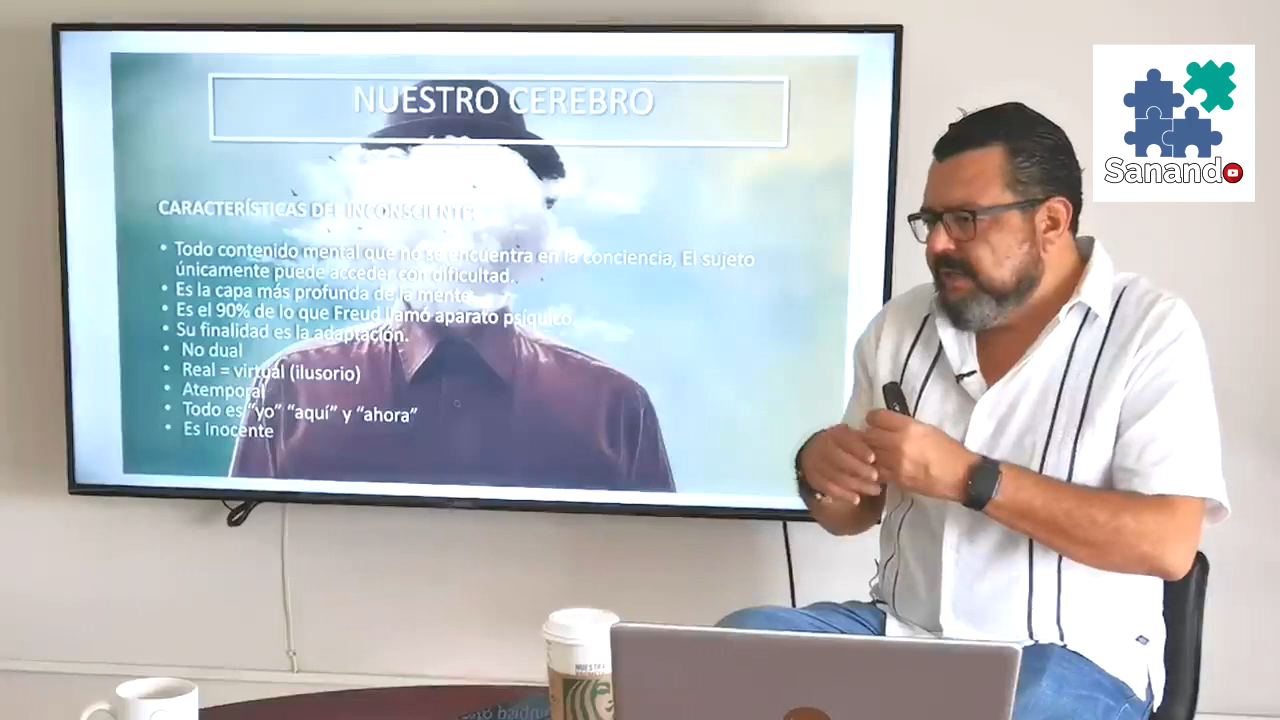 NUESTRO CEREBRO
CARACTERÍSTICAS DEL INCONSCIENTE
• Todo contenido mental que no se encuentra en la conciencia, El sujeto
únicamente puede acceder con dificultad.
• Es la capa más profunda de la mente
• Es el 90% de lo que Freud llamó aparato psíquico.
• Su finalidad es la adaptación.
• No dual
• Real = virtual (ilusorio)
• Atemporal
• Todo es “yo” “aquí” y “ahora”
• Es Inocente
Sanando